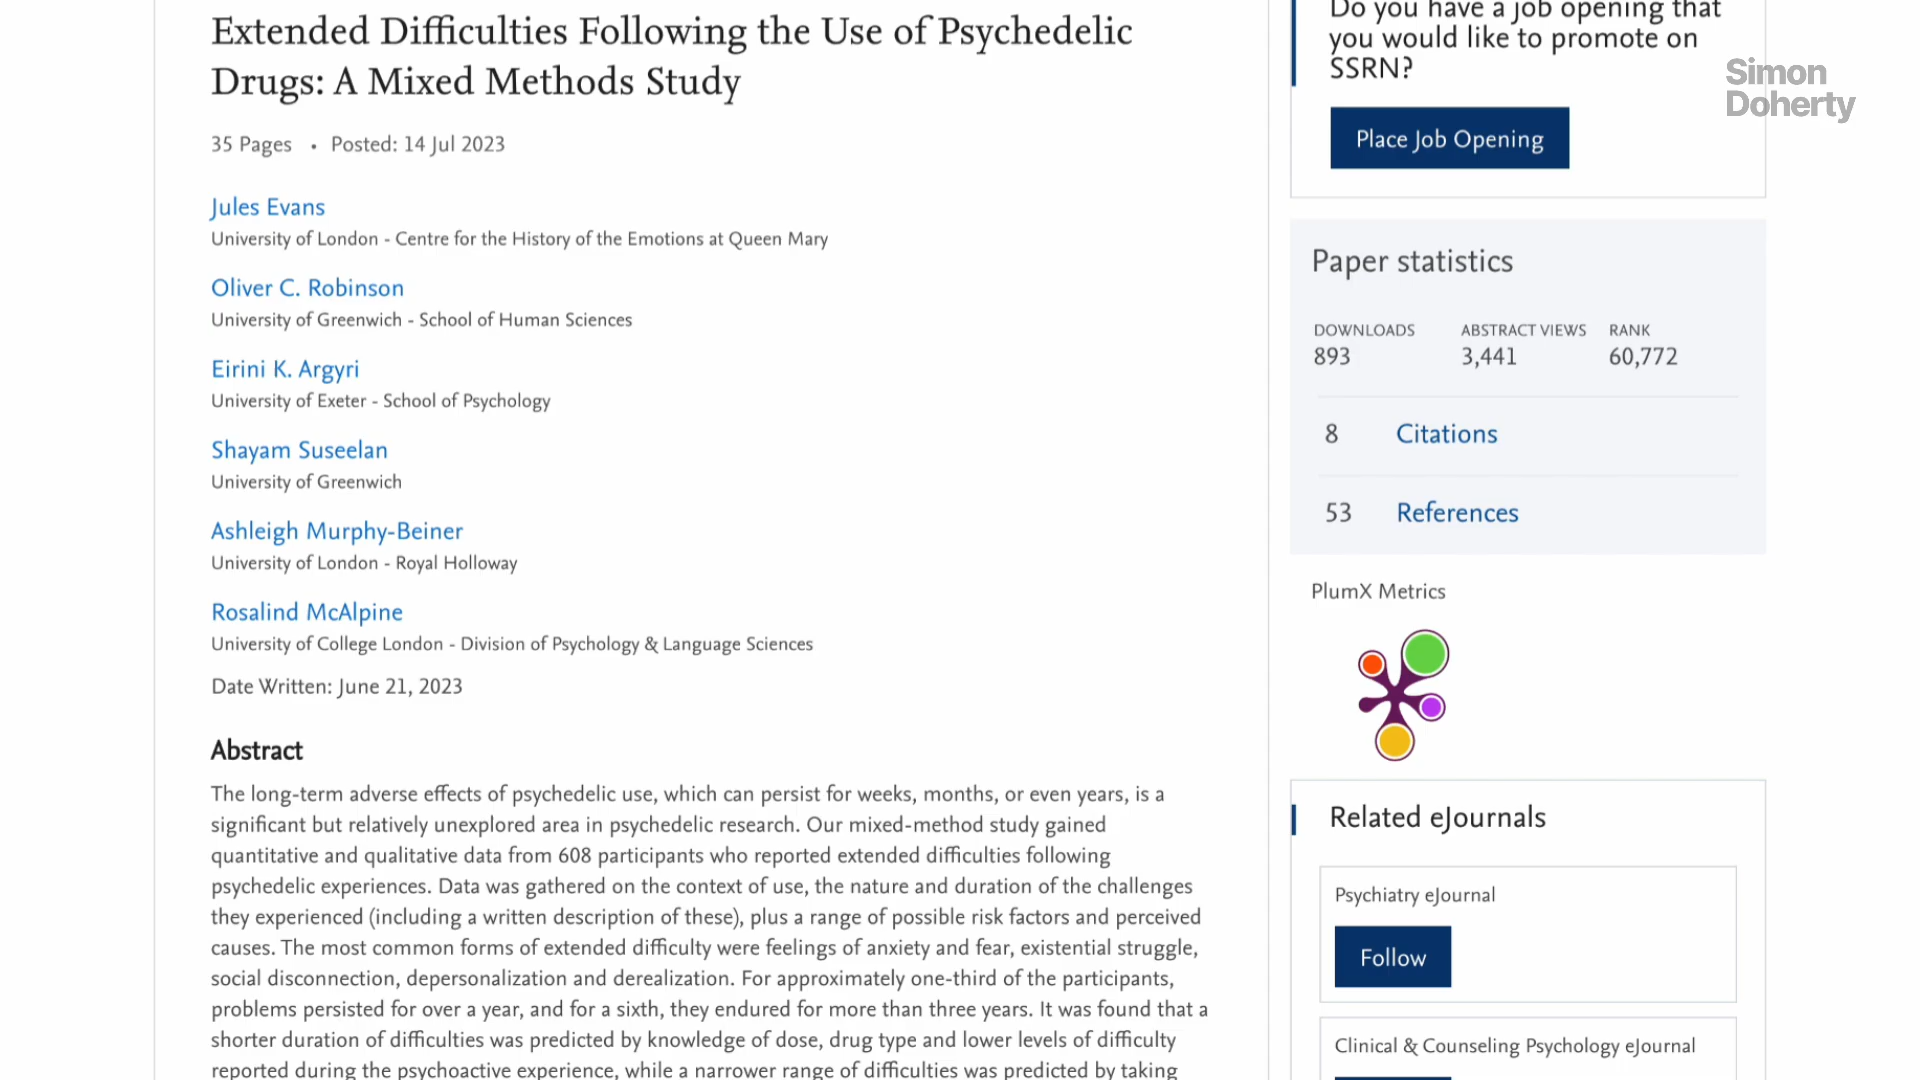 Extended Difficulties Following the Use of Psychedelic
Drugs: A Mixed Methods Study
35 Pages • Posted: 14 Jul 2023
Jules Evans
University of London - Centre for the History of the Emotions at Queen Mary
Oliver C. Robinson
University of Greenwich - School of Human Sciences
Eirini K. Argyri
University of Exeter - School of Psychology
Shayam Suseelan
University of Greenwich
Ashleigh Murphy-Beiner
University of London - Royal Holloway
Rosalind McAlpine
University of College London - Division of Psychology & Language Sciences
Date Written: June 21, 2023
Abstract
The long-term adverse effects of psychedelic use, which can persist for weeks, months, or even years, is a
significant but relatively unexplored area in psychedelic research. Our mixed-method study gained
quantitative and qualitative data from 608 participants who reported extended difficulties following
psychedelic experiences. Data was gathered on the context of use, the nature and duration of the challenges
they experienced (including a written description of these), plus a range of possible risk factors and perceived
causes. The most common forms of extended difficulty were feelings of anxiety and fear, existential struggle,
social disconnection, depersonalization and derealization. For approximately one-third of the participants,
problems persisted for over a year, and for a sixth, they endured for more than three years. It was found that a
shorter duration of difficulties was predicted by knowledge of dose, drug type and lower levels of difficulty
reported during the psychoactive experience, while a narrower range of difficulties was predicted by taking
Do you have a job opening that
you would like to promote on
SSRN?
Place Job Opening
Simon
Doherty
Paper statistics
DOWNLOADS ABSTRACT VIEWS RANK
893 3,441 60,772
8 Citations
53 References
PlumX Metrics
Related eJournals
Psychiatry eJournal
Follow
Clinical & Counseling Psychology eJournal